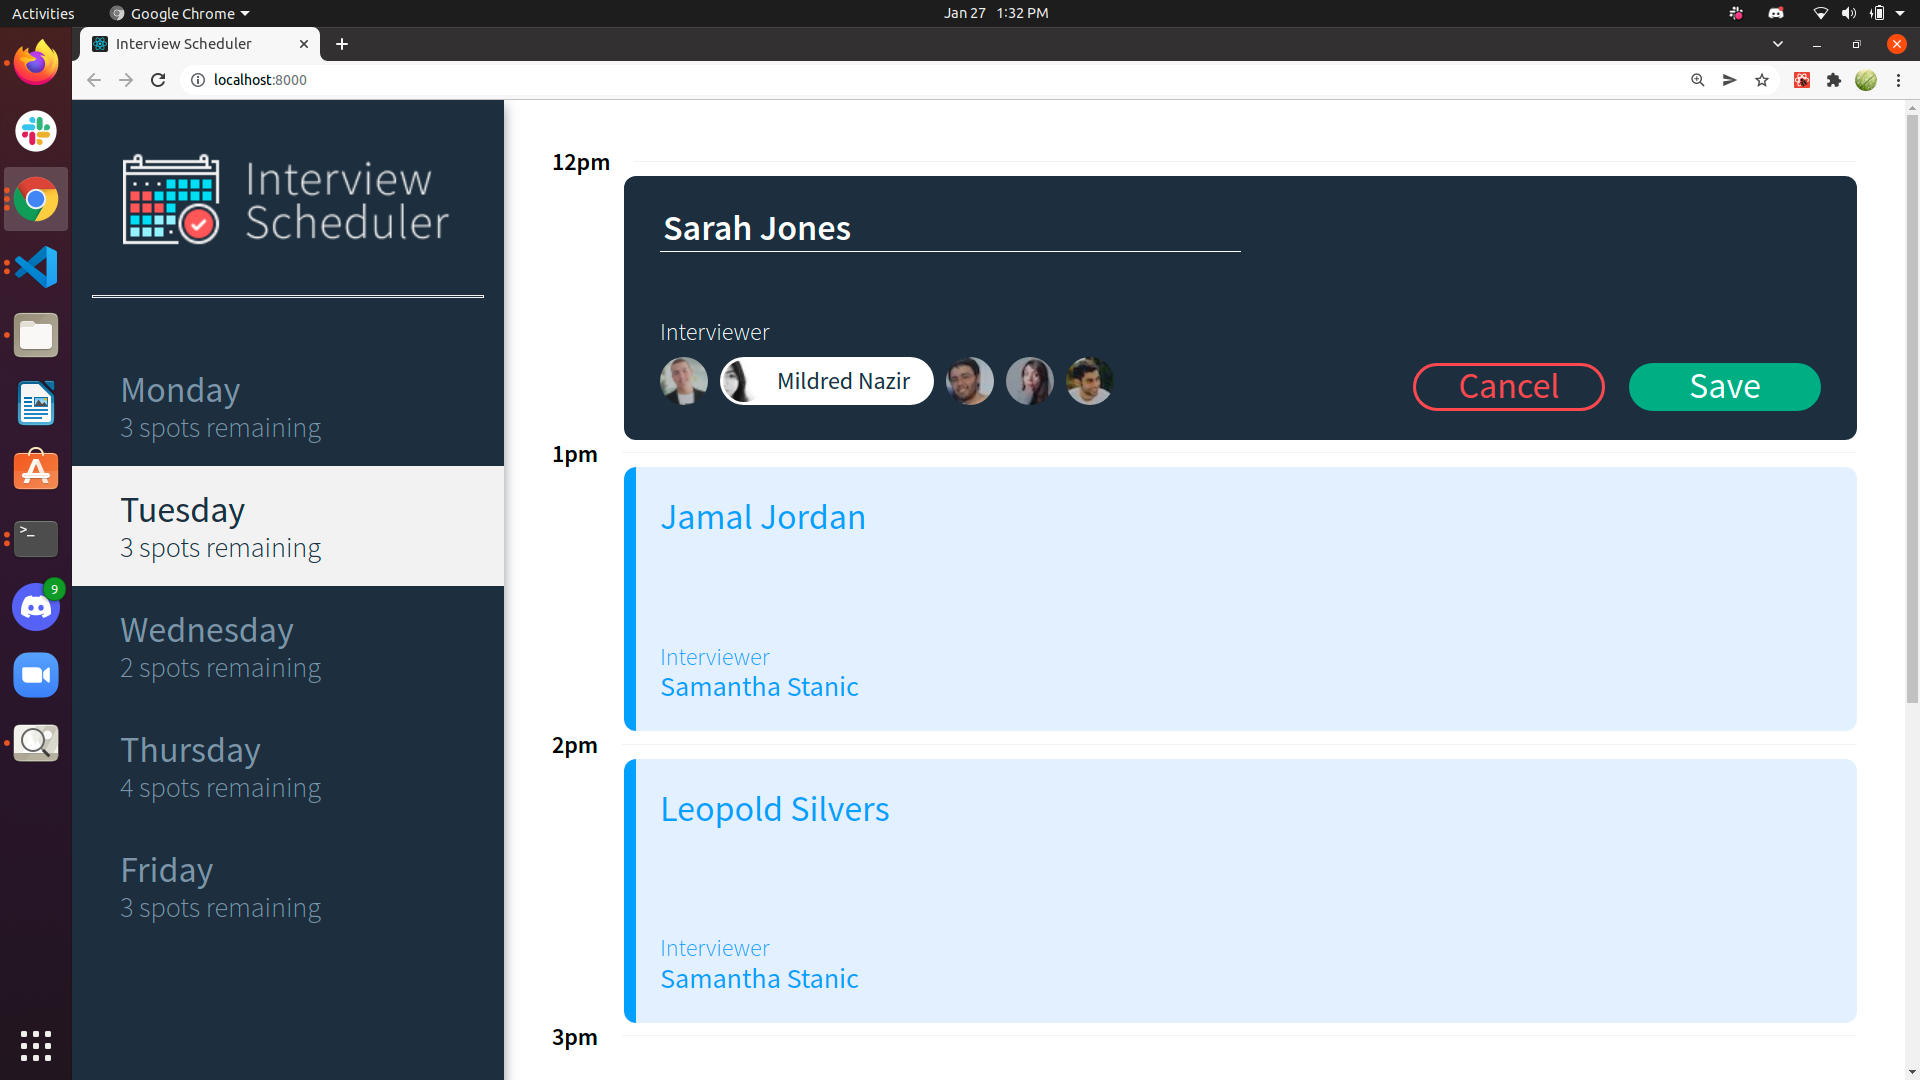 Activities
Google Chrome
Jan 27 1:32 PM
Interview Scheduler
localhost:8000
Interview
Scheduler
Monday
3 spots remaining
Tuesday
3 spots remaining
Wednesday
2 spots remaining
Thursday
4 spots remaining
Friday
3 spots remaining
12pm
Sarah Jones
Interviewer
Mildred Nazir
Cancel
Save
1pm
Jamal Jordan
Interviewer
Samantha Stanic
2pm
Leopold Silvers
Interviewer
Samantha Stanic
3pm
>_
9